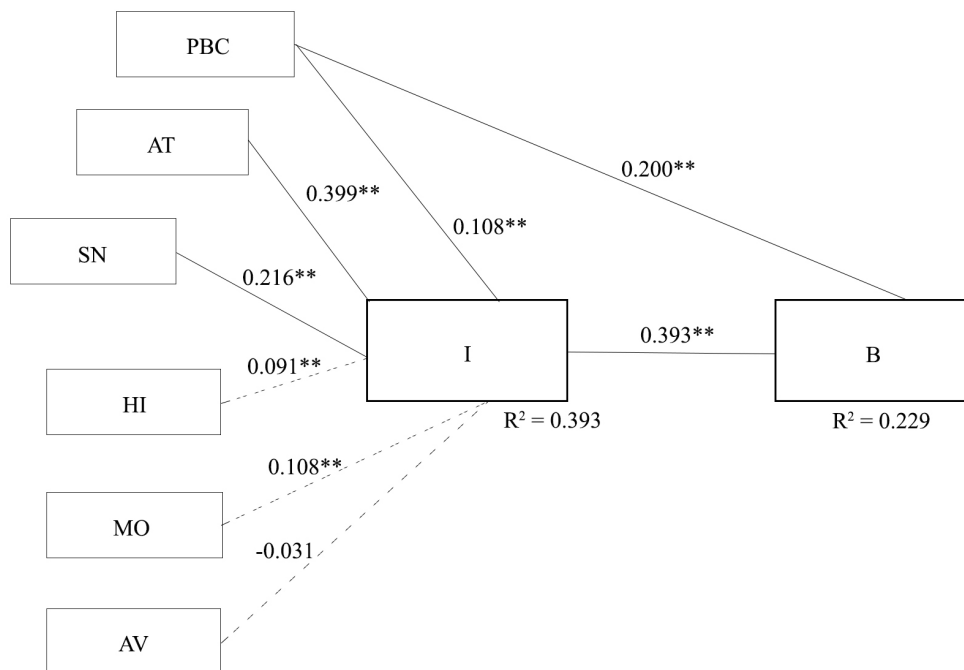 PBC
AT
0.399**
0.200**
0.108**
SN
0.216**
I
0.393**
B
HI
0.091**
R² = 0.393
R² = 0.229
MO
0.108**
AV
-0.031